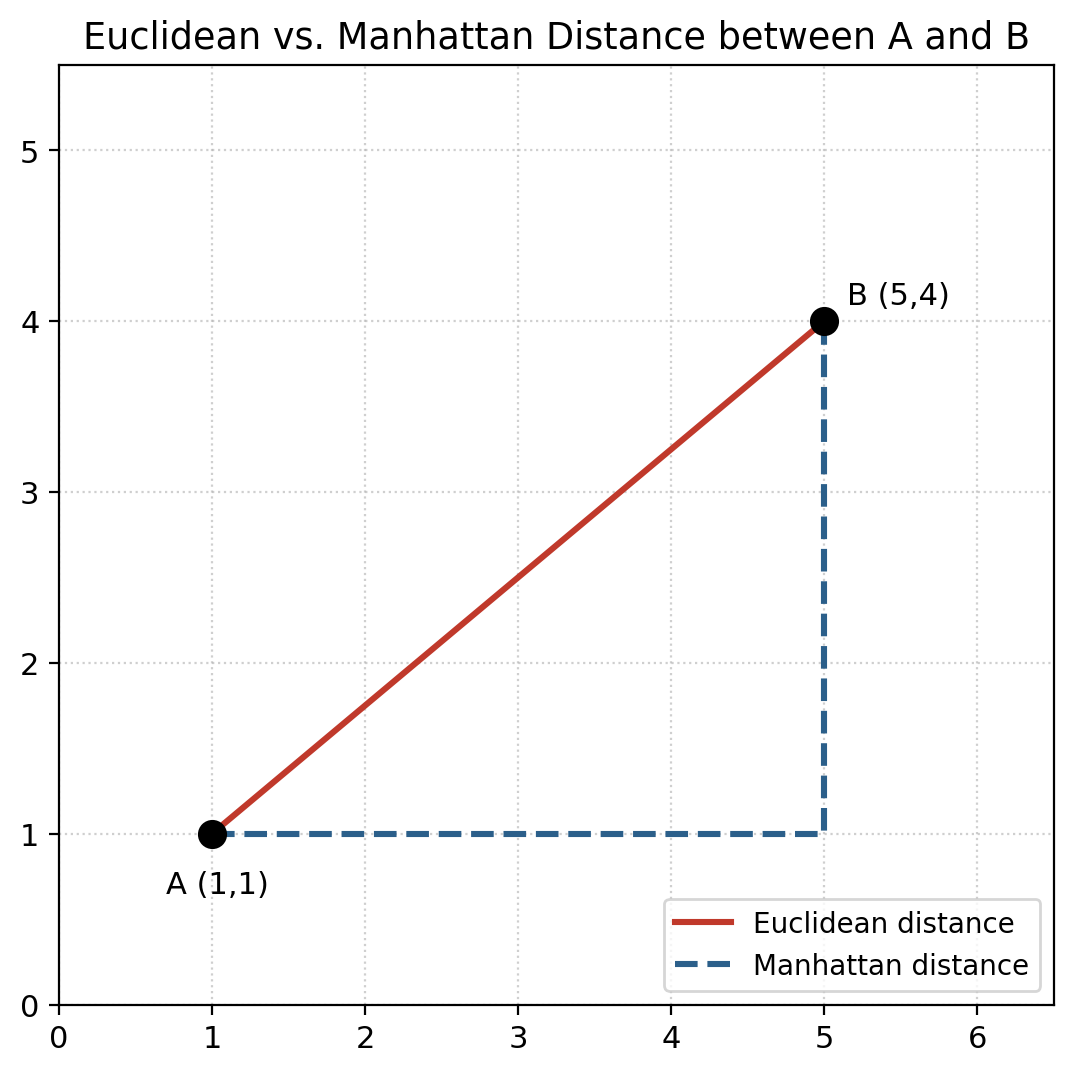 Euclidean vs. Manhattan Distance between A and B
5
4
3
2
1
0
B (5,4)
A (1,1)
Euclidean distance
Manhattan distance
0 1 2 3 4 5 6